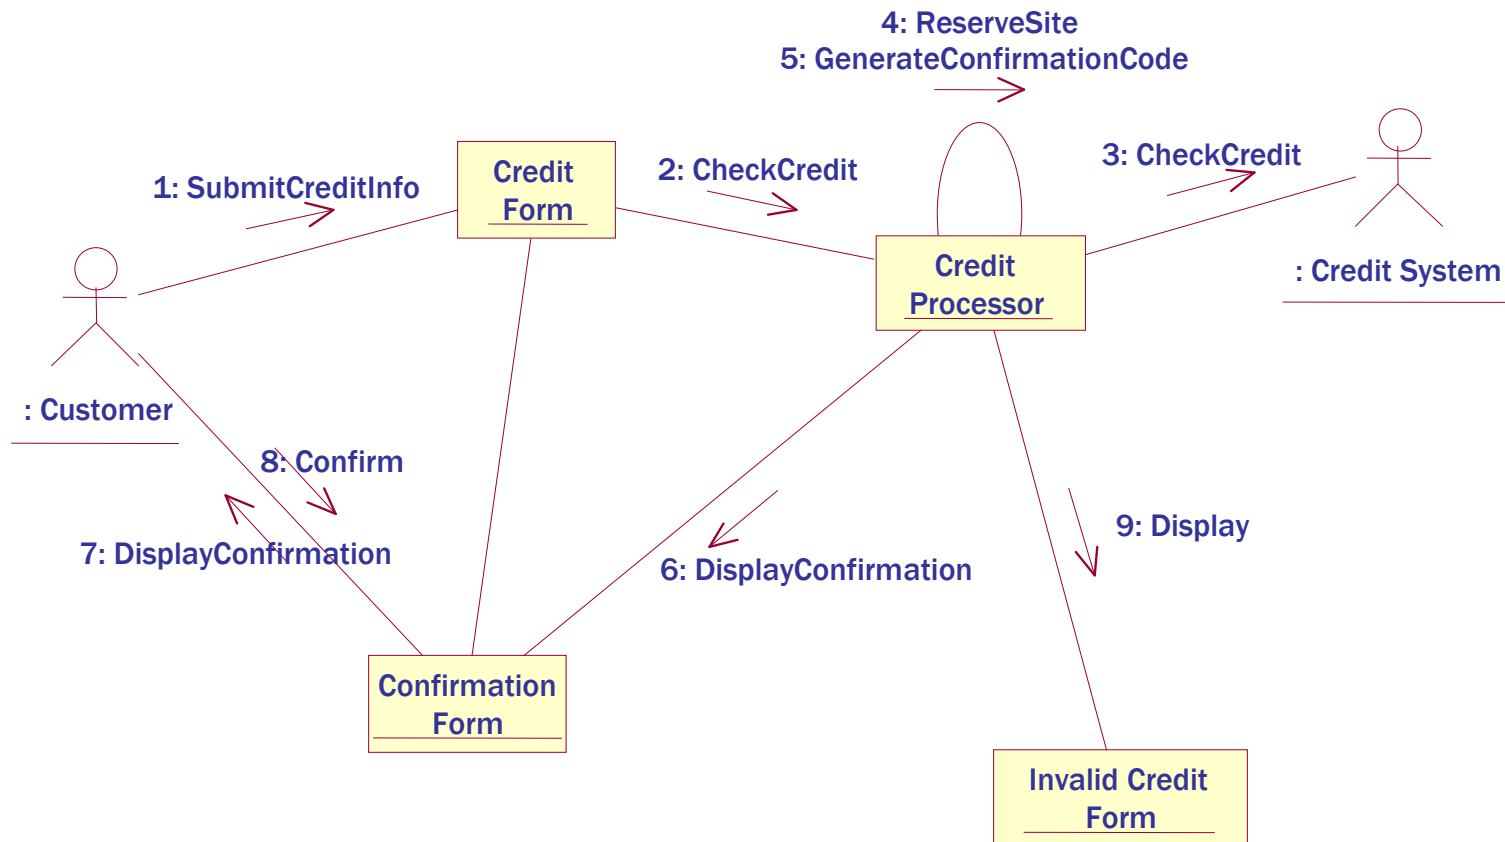 4: ReserveSite
5: GenerateConfirmationCode
Credit
Form
2: CheckCredit
3: CheckCredit
1: SubmitCreditInfo
Credit
Processor
: Credit System
: Customer
8: Confirm
7: DisplayConfirmation
6: DisplayConfirmation
9: Display
Confirmation
Form
Invalid Credit
Form